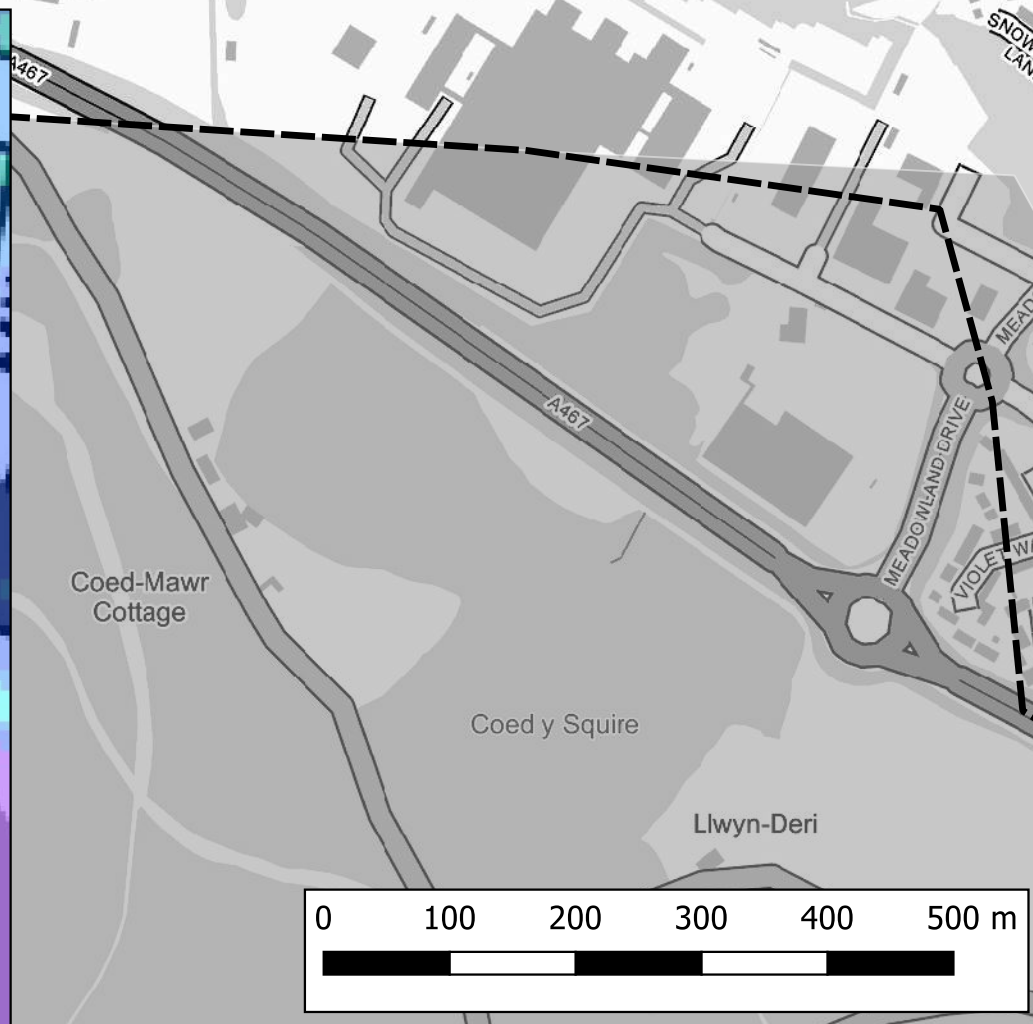 SNOW
LAN
A467
MEAD
A467
MEADOWLAND DRIVE
VIOLET WA
Coed-Mawr
Cottage
Coed y Squire
Llwyn-Deri
0 100 200 300 400 500 m